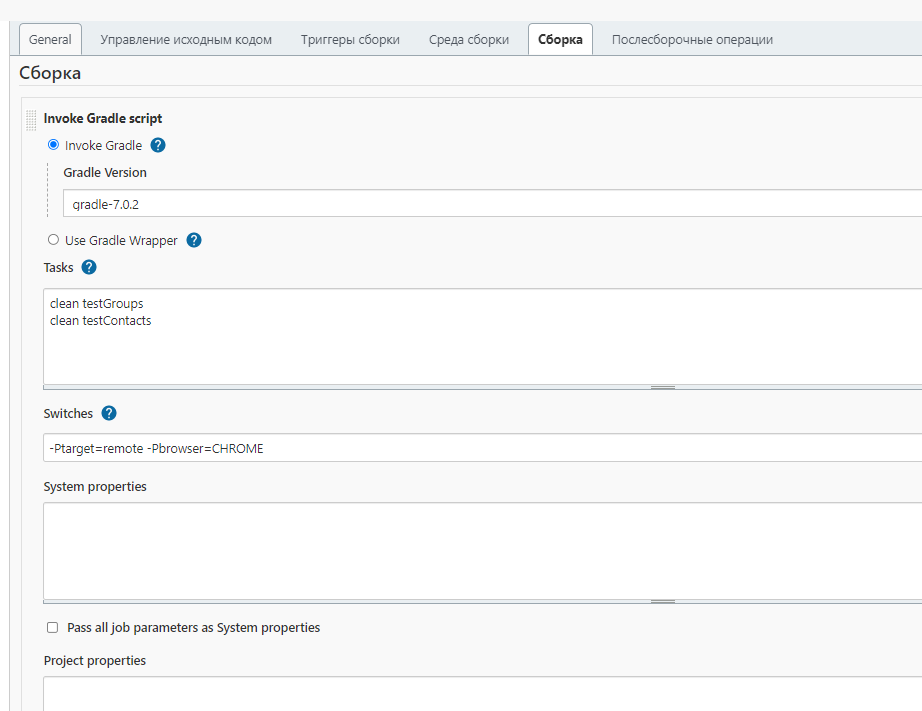 General Управление исходным кодом Триггеры сборки Среда сборки Сборка Послесборочные операции
Сборка
Invoke Gradle script
Invoke Gradle ?
Gradle Version
gradle-7.0.2
Use Gradle Wrapper ?
Tasks ?
clean testGroups
clean testContacts
Switches ?
-Ptarget=remote -Pbrowser=CHROME
System properties
Pass all job parameters as System properties
Project properties